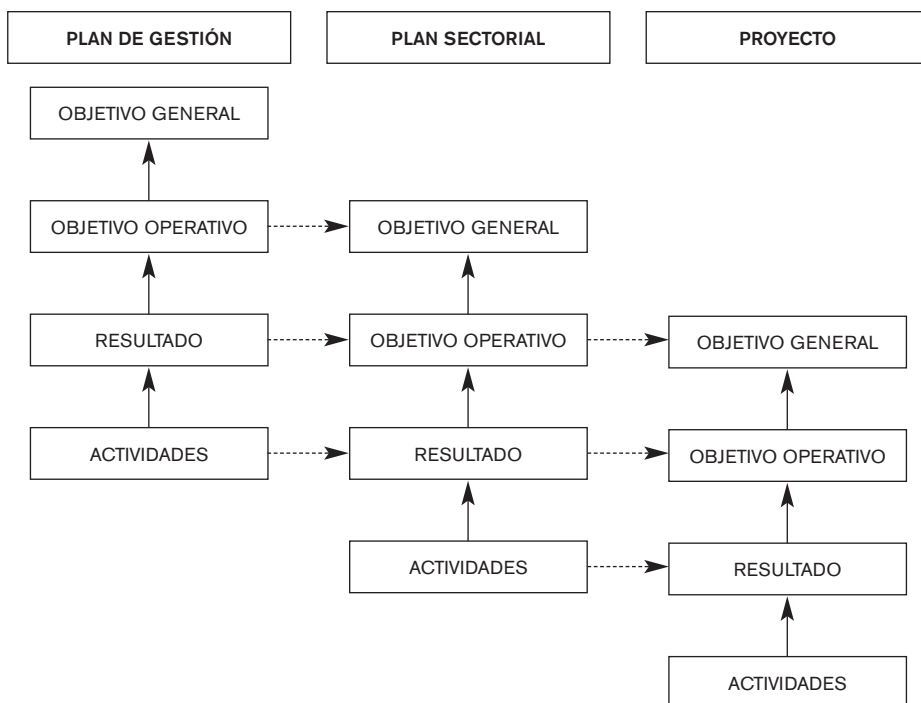 PLAN DE GESTIÓN
PLAN SECTORIAL
PROYECTO
OBJETIVO GENERAL
OBJETIVO OPERATIVO
OBJETIVO GENERAL
RESULTADO
OBJETIVO OPERATIVO
OBJETIVO GENERAL
ACTIVIDADES
RESULTADO
OBJETIVO OPERATIVO
ACTIVIDADES
RESULTADO
ACTIVIDADES